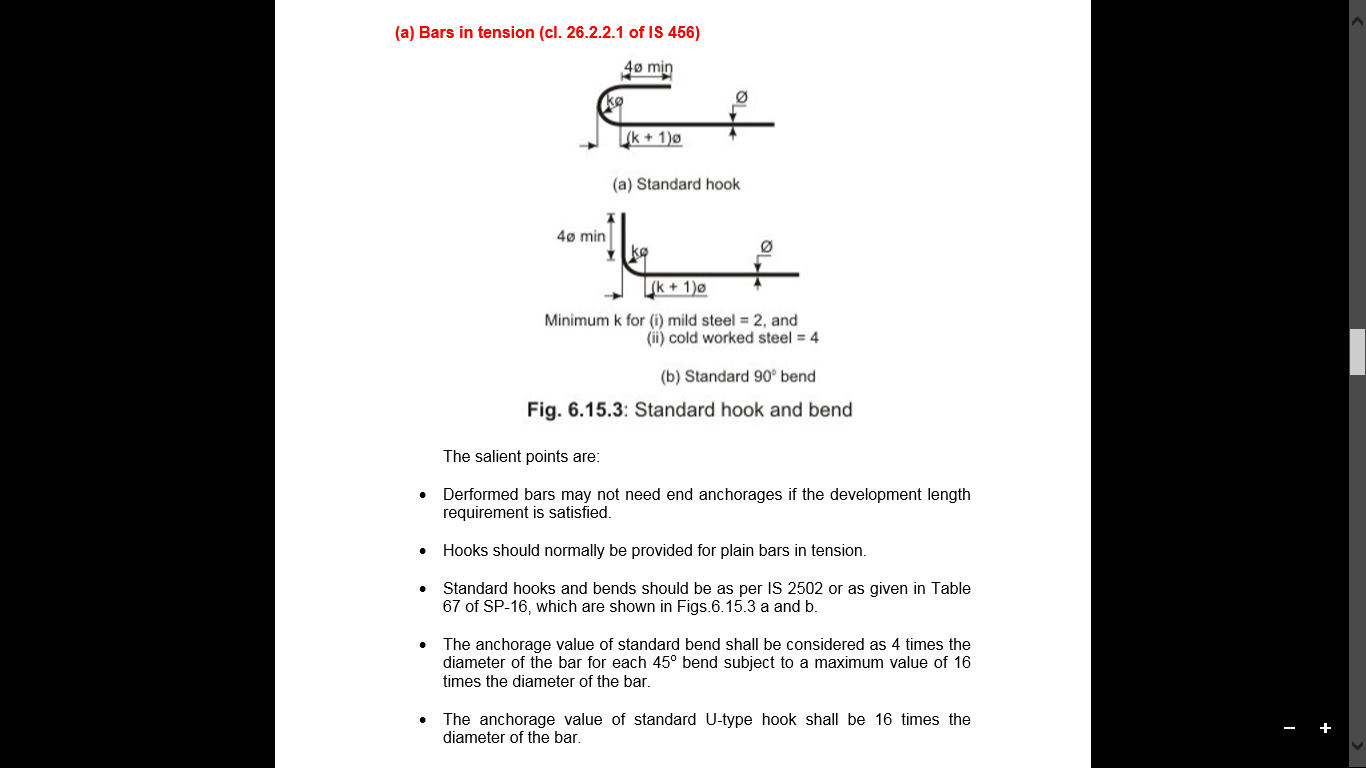 (a) Bars in tension (cl. 26.2.2.1 of IS 456)
4ø min
kø
Ø
(k + 1)ø
(a) Standard hook
4ø min
kø
Ø
(k + 1)ø
Minimum k for (i) mild steel = 2, and
(ii) cold worked steel = 4
(b) Standard 90° bend
Fig. 6.15.3: Standard hook and bend
The salient points are:
• Derformed bars may not need end anchorages if the development length
requirement is satisfied.
• Hooks should normally be provided for plain bars in tension.
• Standard hooks and bends should be as per IS 2502 or as given in Table
67 of SP-16, which are shown in Figs.6.15.3 a and b.
• The anchorage value of standard bend shall be considered as 4 times the
diameter of the bar for each 45° bend subject to a maximum value of 16
times the diameter of the bar.
• The anchorage value of standard U-type hook shall be 16 times the
diameter of the bar.